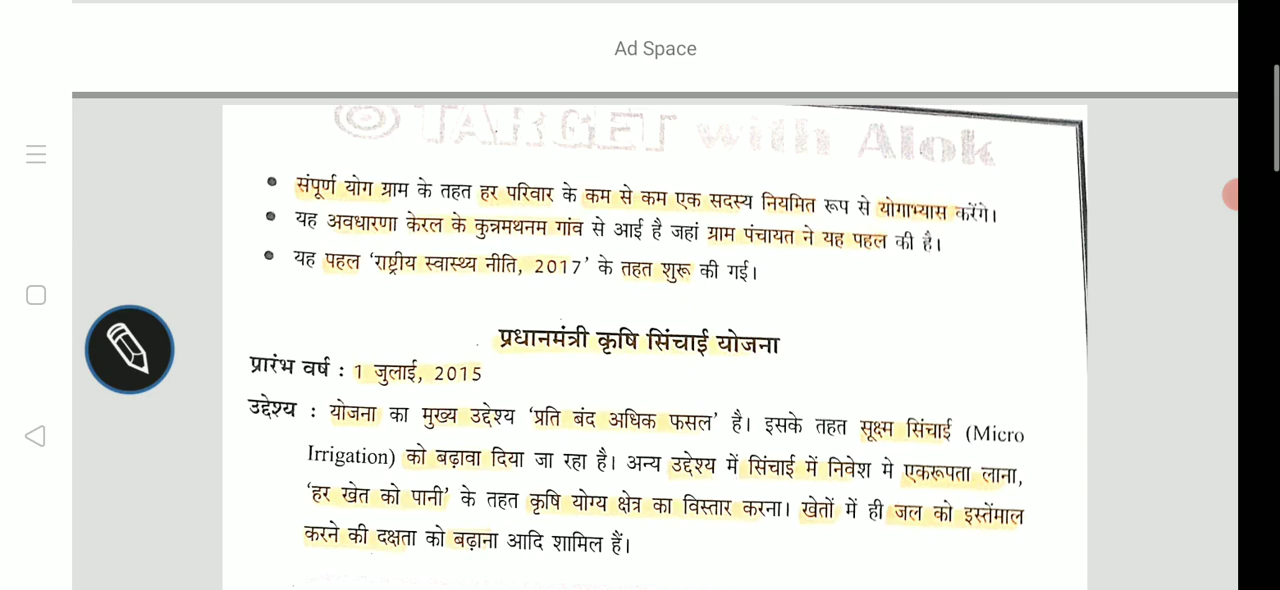 Ad Space
TARGET with Alok
• संपूर्ण योग ग्राम के तहत हर परिवार के कम से कम एक सदस्य नियमित रूप से योगाभ्यास करेंगे।
• यह अवधारणा केरल के कुन्नमथनम गांव से आई है जहां ग्राम पंचायत ने यह पहल की है।
• यह पहल ‘राष्ट्रीय स्वास्थ्य नीति, 2017’ के तहत शुरू की गई।
प्रधानमंत्री कृषि सिंचाई योजना
प्रारंभ वर्ष : 1 जुलाई, 2015
उद्देश्य : योजना का मुख्य उद्देश्य ‘प्रति बंद अधिक फसल’ है। इसके तहत सूक्ष्म सिंचाई (Micro
Irrigation) को बढ़ावा दिया जा रहा है। अन्य उद्देश्य में सिंचाई में निवेश मे एकरूपता लाना,
‘हर खेत को पानी’ के तहत कृषि योग्य क्षेत्र का विस्तार करना। खेतों में ही जल को इस्तेंमाल
करने की दक्षता को बढ़ाना आदि शामिल हैं।